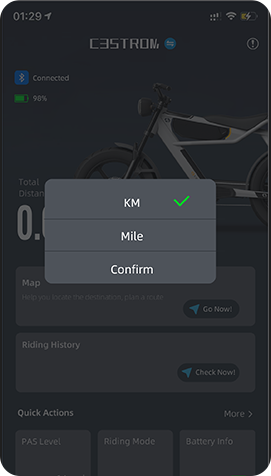 01:29
C3STROM
Connected
98%
Total
Distan
0.0
KM
Mile
Confirm
Map
Help you locate the destination, plan a route
Go Now!
Riding History
Check Now!
Quick Actions
More >
PAS Level
Riding Mode
Battery Info